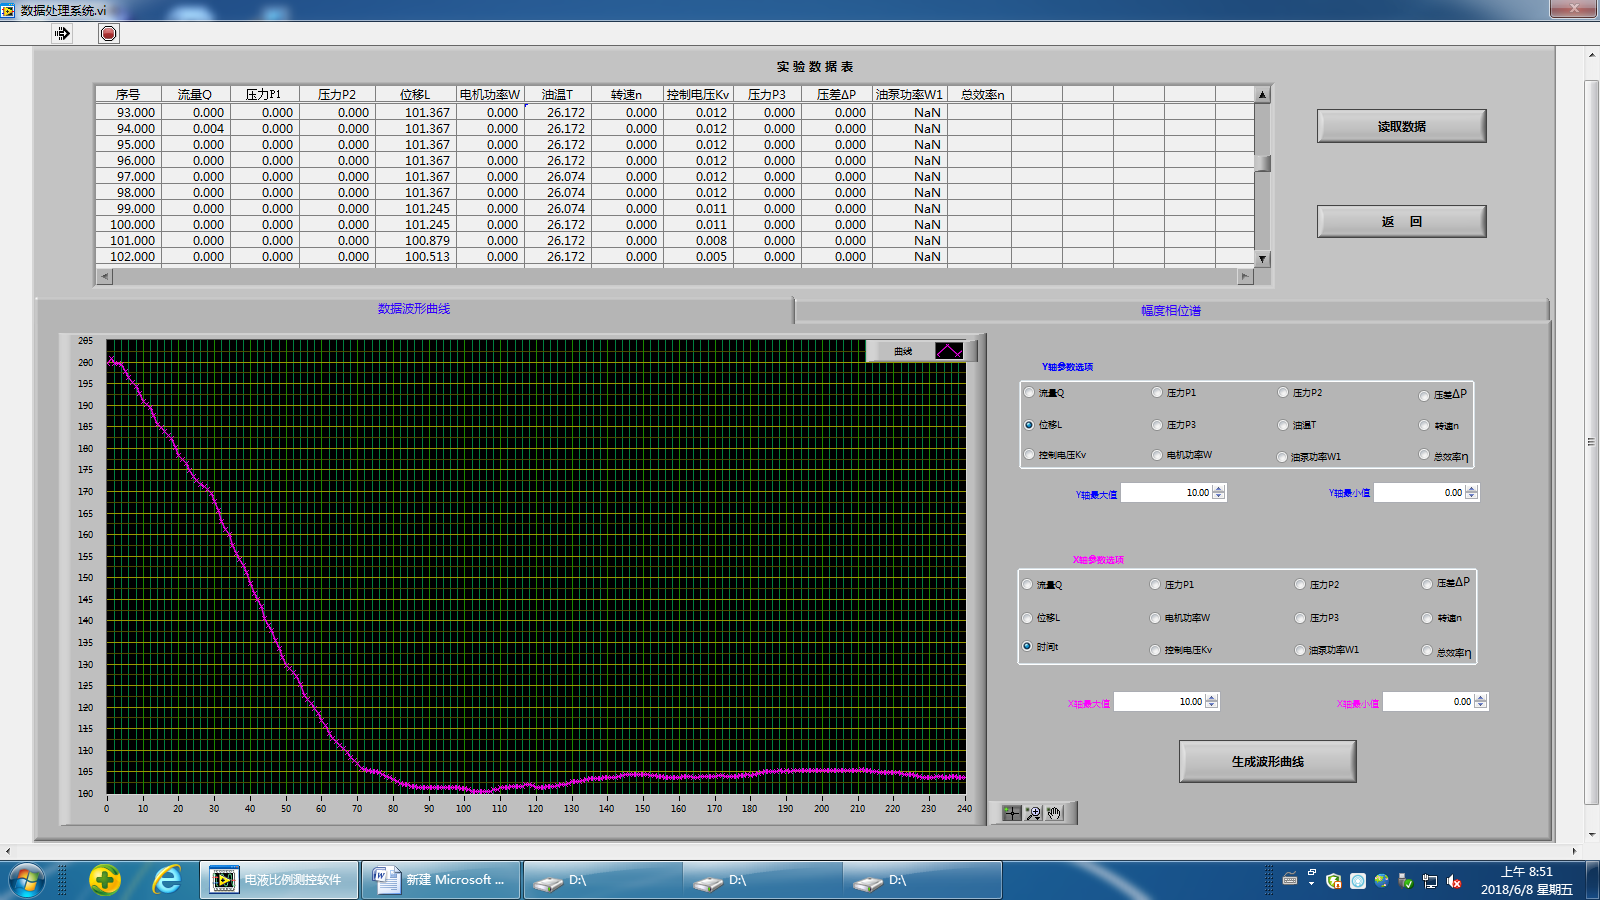 数据处理系统.vi
实 验 数 据 表
序号 流量Q 压力P1 压力P2 位移L 电机功率W 油温T 转速n 控制电压Kv 压力P3 压差ΔP 油泵功率W1 总效率η
93.000 0.000 0.000 0.000 101.367 0.000 26.172 0.000 0.012 0.000 0.000 NaN
94.000 0.004 0.000 0.000 101.367 0.000 26.172 0.000 0.012 0.000 0.000 NaN
95.000 0.000 0.000 0.000 101.367 0.000 26.172 0.000 0.012 0.000 0.000 NaN
96.000 0.000 0.000 0.000 101.367 0.000 26.172 0.000 0.012 0.000 0.000 NaN
97.000 0.000 0.000 0.000 101.367 0.000 26.074 0.000 0.012 0.000 0.000 NaN
98.000 0.000 0.000 0.000 101.367 0.000 26.074 0.000 0.012 0.000 0.000 NaN
99.000 0.000 0.000 0.000 101.245 0.000 26.074 0.000 0.011 0.000 0.000 NaN
100.000 0.000 0.000 0.000 101.245 0.000 26.172 0.000 0.011 0.000 0.000 NaN
101.000 0.000 0.000 0.000 100.879 0.000 26.172 0.000 0.008 0.000 0.000 NaN
102.000 0.000 0.000 0.000 100.513 0.000 26.172 0.000 0.005 0.000 0.000 NaN
读取数据
返 回
数据波形曲线
幅度相位谱
曲线
205
200
195
190
185
180
175
170
165
160
155
150
145
140
135
130
125
120
115
110
105
100
0 10 20 30 40 50 60 70 80 90 100 110 120 130 140 150 160 170 180 190 200 210 220 230 240
Y轴参数选项
流量Q 压力P1 压力P2 压差ΔP
位移L 压力P3 油温T 转速n
控制电压Kv 电机功率W 油泵功率W1 总效率η
Y轴最大值 10.00 Y轴最小值 0.00
X轴参数选项
流量Q 压力P1 压力P2 压差ΔP
位移L 电机功率W 压力P3 转速n
时间t 控制电压Kv 油泵功率W1 总效率η
X轴最大值 10.00 X轴最小值 0.00
生成波形曲线
电液比例测控软件
新建 Microsoft ...
D:\
D:\
D:\
上午 8:51
2018/6/8 星期五